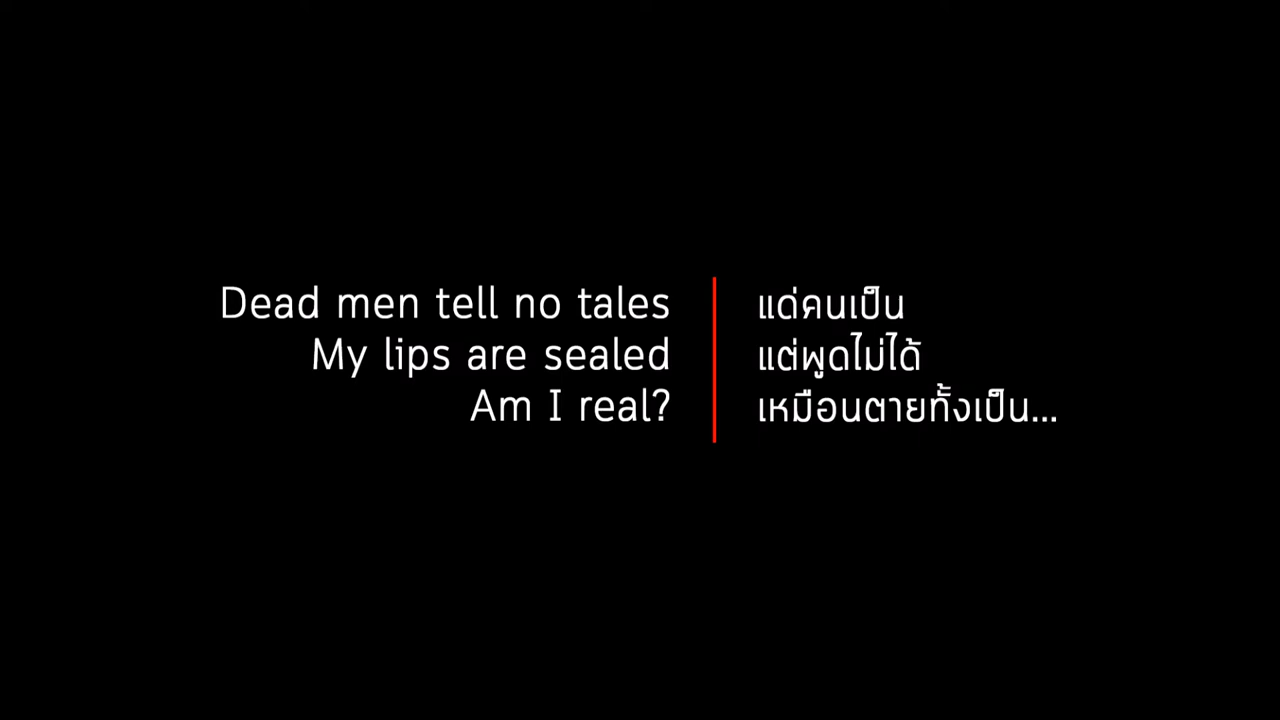 Dead men tell no tales
My lips are sealed
Am I real?
แด่คนเป็น
แต่พูดไม่ได้
เหมือนตายทั้งเป็น...